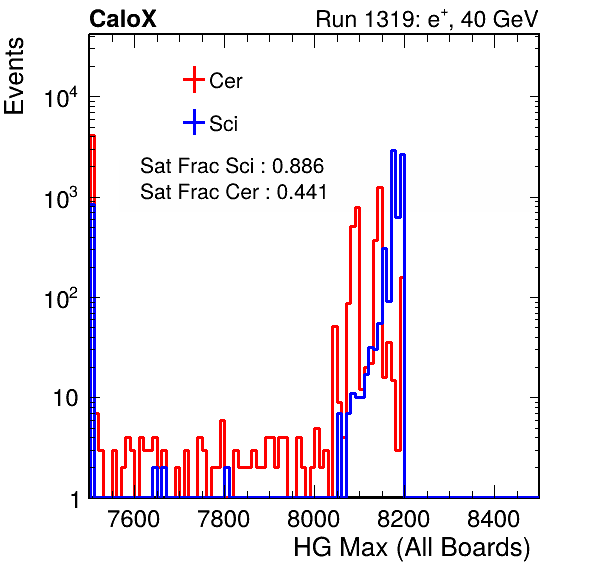 CaloX Run 1319: e+, 40 GeV
Events
Cer
Sci
Sat Frac Sci : 0.886
Sat Frac Cer : 0.441
10⁴
10³
10²
10
1
7600 7800 8000 8200 8400
HG Max (All Boards)